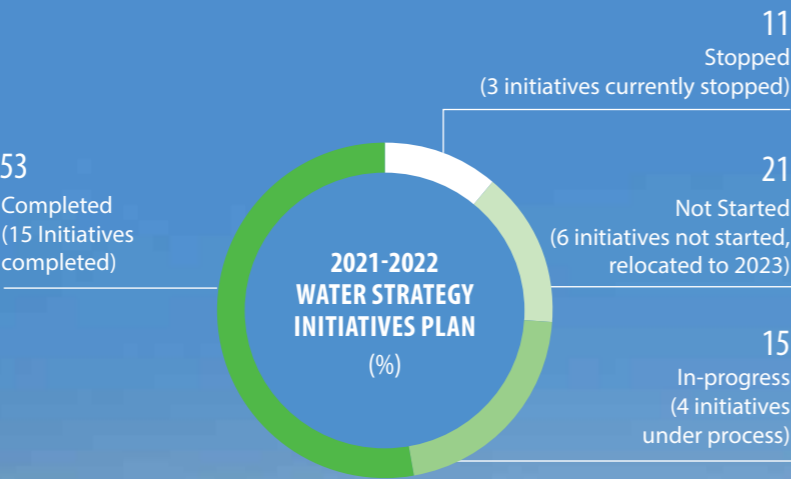 11
Stopped
(3 initiatives currently stopped)
53
Completed
(15 Initiatives
completed)
21
Not Started
(6 initiatives not started,
relocated to 2023)
2021-2022
WATER STRATEGY
INITIATIVES PLAN
(%)
15
In-progress
(4 initiatives
under process)